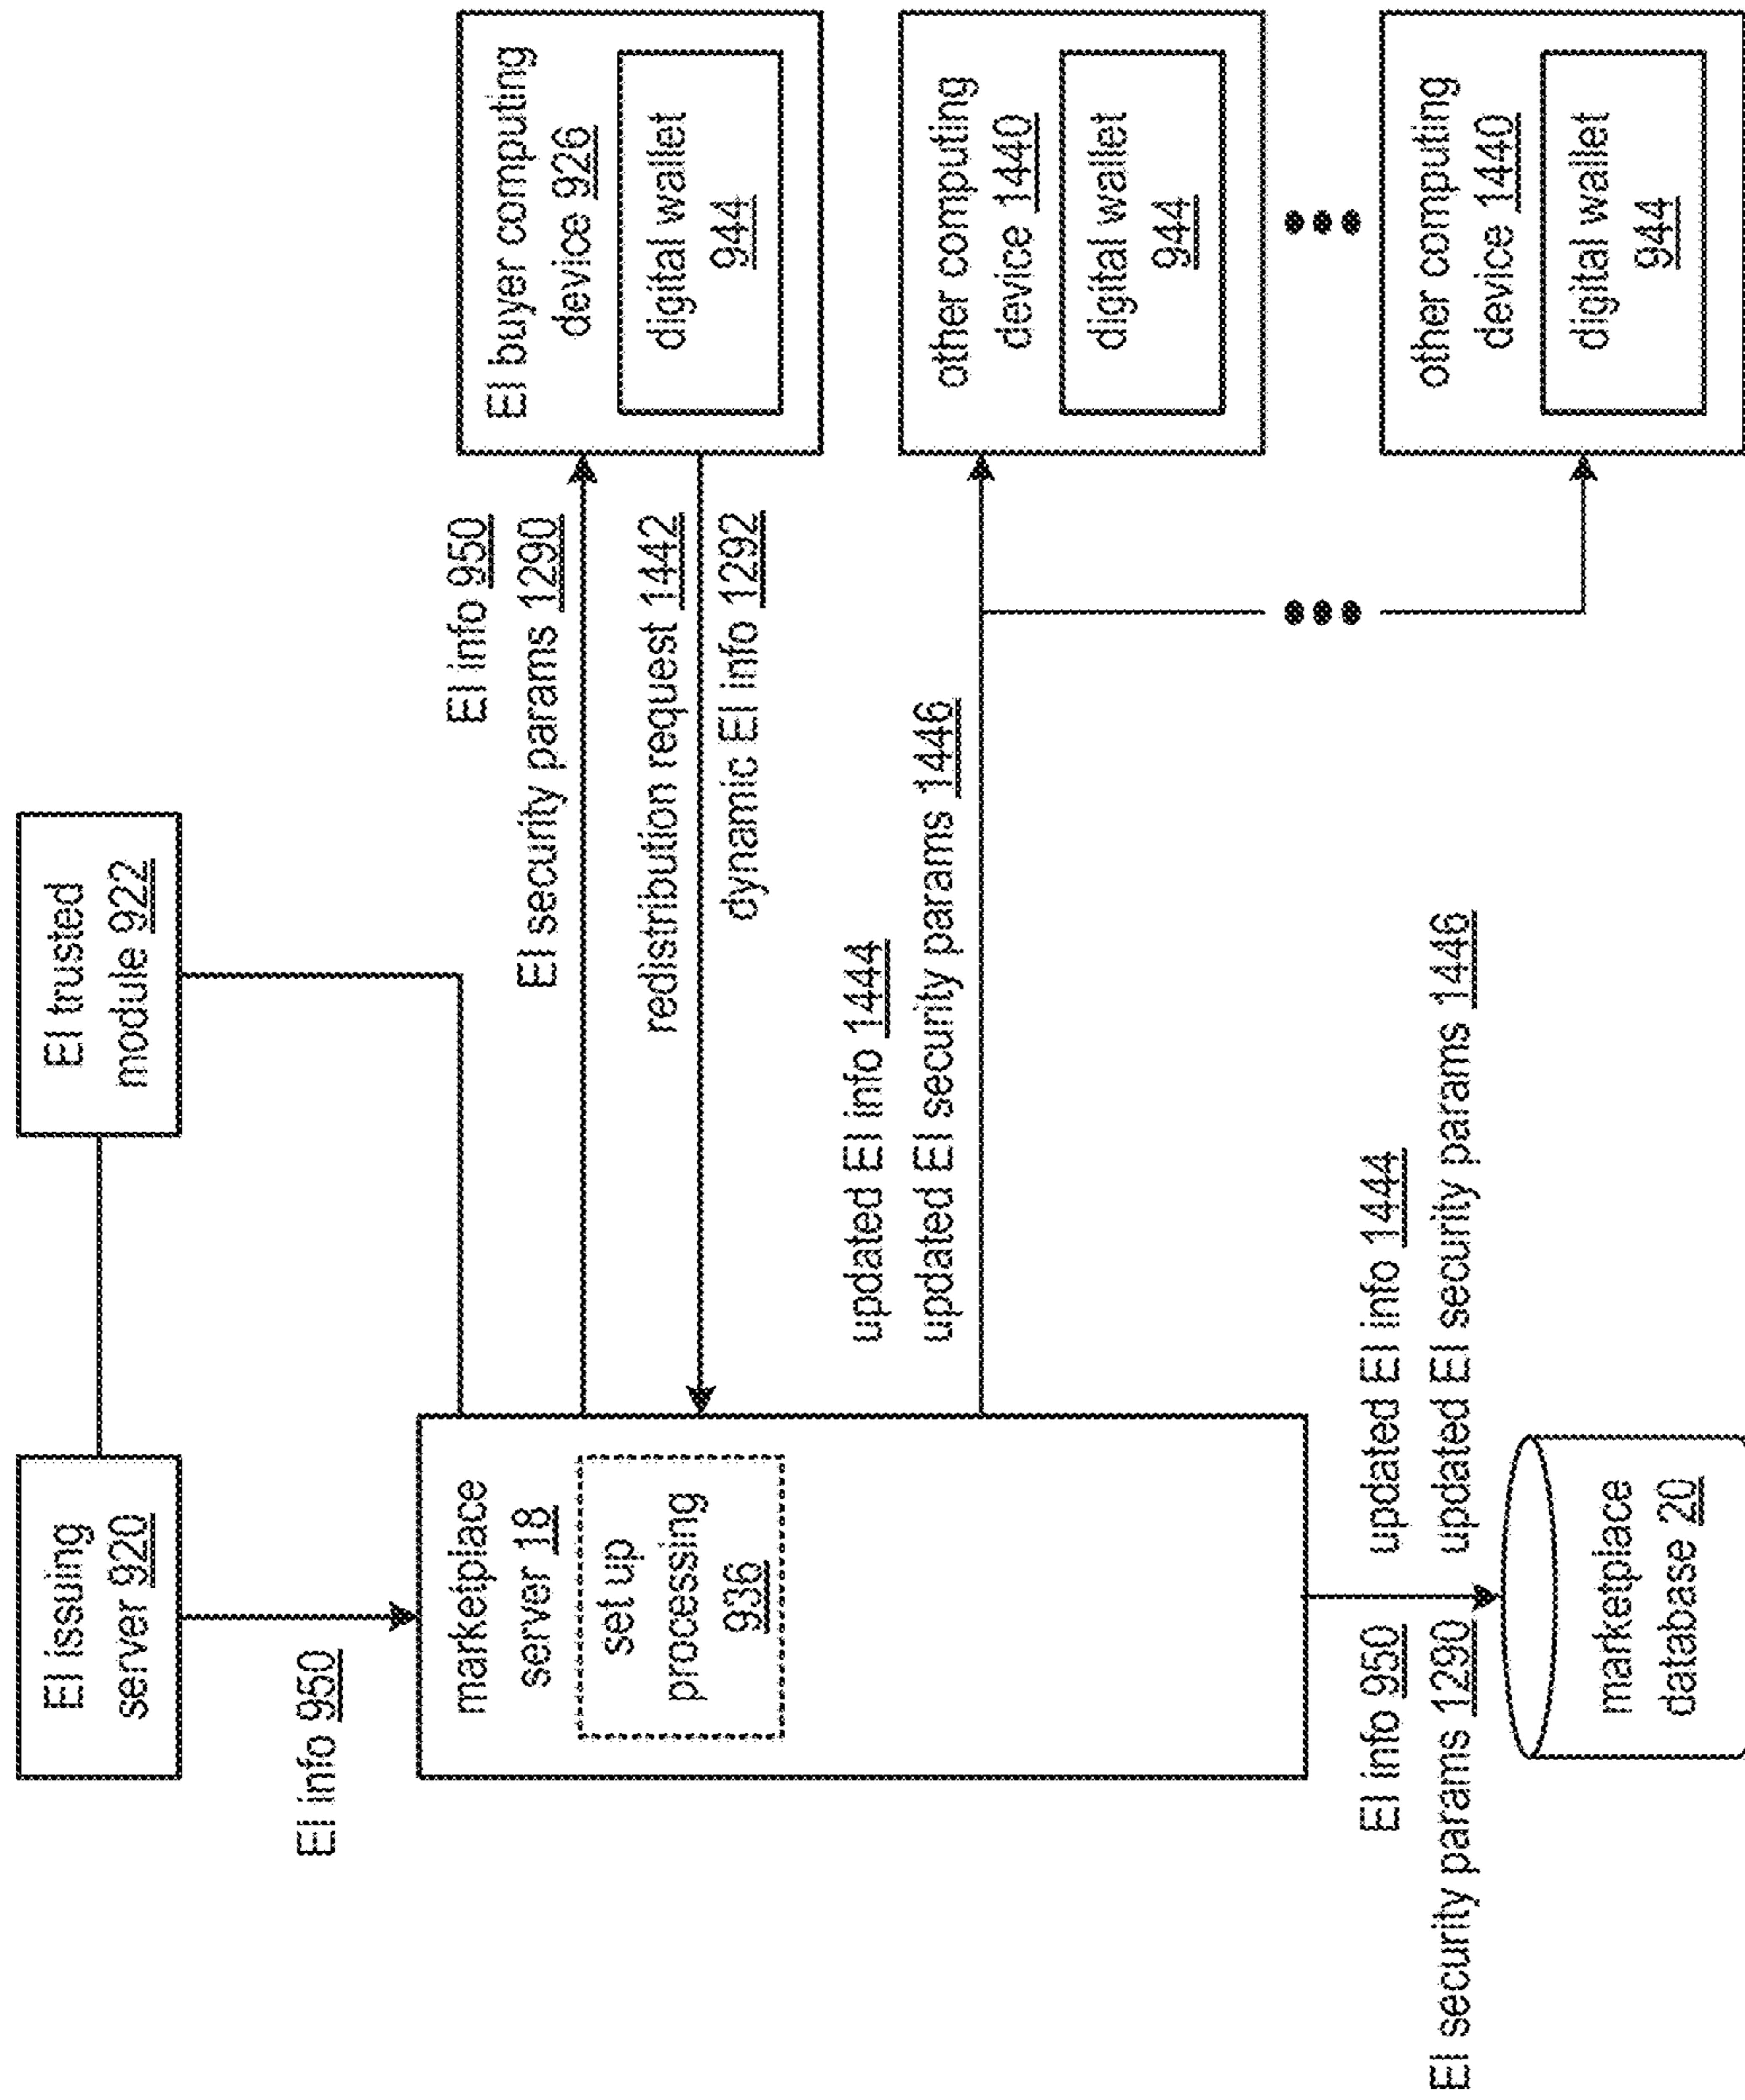 EI issuing
server 920
EI trusted
module 922
EI info 950
marketplace
server 18
set up
processing
936
EI info 950
EI security params 1290
redistribution request 1442
dynamic EI info 1292
EI buyer computing
device 926
digital wallet
944
updated EI info 1444
updated EI security params 1446
other computing
device 1440
digital wallet
944
other computing
device 1440
digital wallet
944
EI info 950
EI security params 1290
updated EI info 1444
updated EI security params 1446
marketplace
database 20